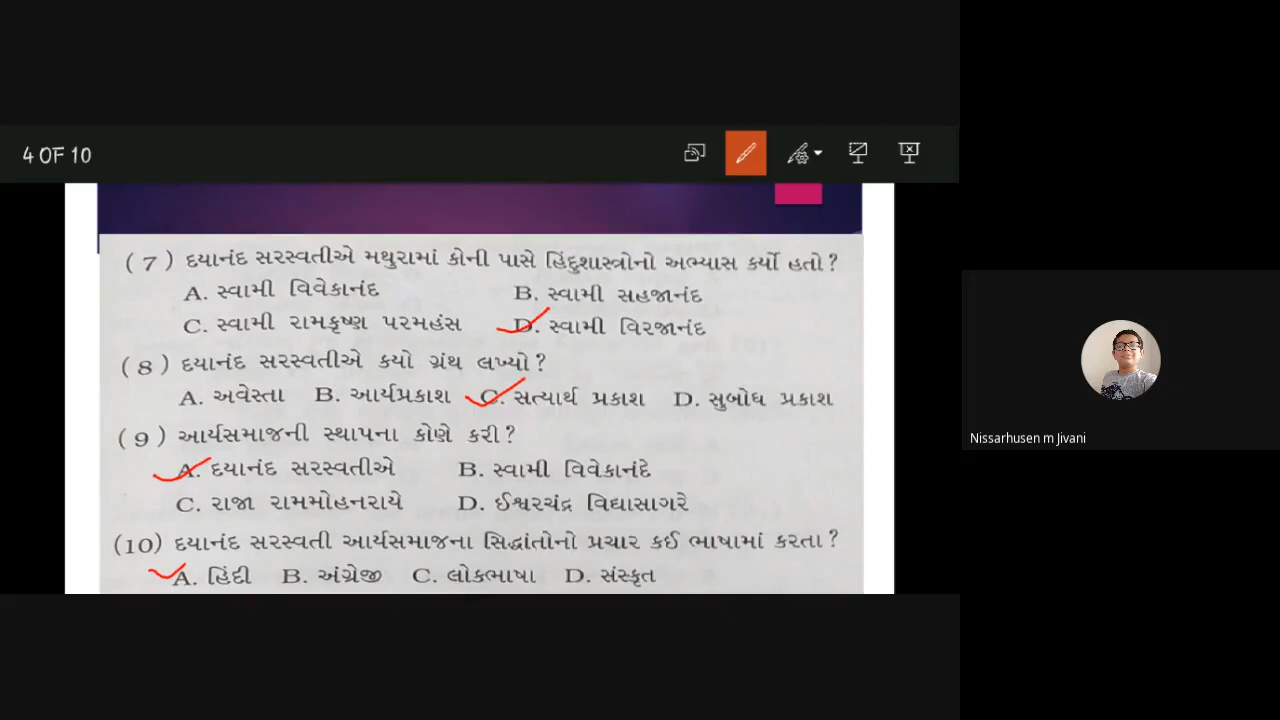 4 OF 10
( 7 ) દયાનંદ સરસ્વતીએ મથુરામાં કોની પાસે હિંદુશાસ્ત્રોનો અભ્યાસ કર્યો હતો ?
A. સ્વામી વિવેકાનંદ B. સ્વામી સહજાનંદ
C. સ્વામી રામકૃષ્ણ પરમહંસ D. સ્વામી વિરજાનંદ
( 8 ) દયાનંદ સરસ્વતીએ કયો ગ્રંથ લખ્યો ?
A. અવેસ્તા B. આર્યપ્રકાશ C. સત્યાર્થ પ્રકાશ D. સુબોધ પ્રકાશ
( 9 ) આર્યસમાજની સ્થાપના કોણે કરી ?
A. દયાનંદ સરસ્વતીએ B. સ્વામી વિવેકાનંદે
C. રાજા રામમોહનરાયે D. ઈશ્વરચંદ્ર વિદ્યાસાગરે
(10) દયાનંદ સરસ્વતી આર્યસમાજના સિદ્ધાંતોનો પ્રચાર કઈ ભાષામાં કરતા ?
A. હિંદી B. અંગ્રેજી C. લોકભાષા D. સંસ્કૃત
Nissarhusen m Jivani